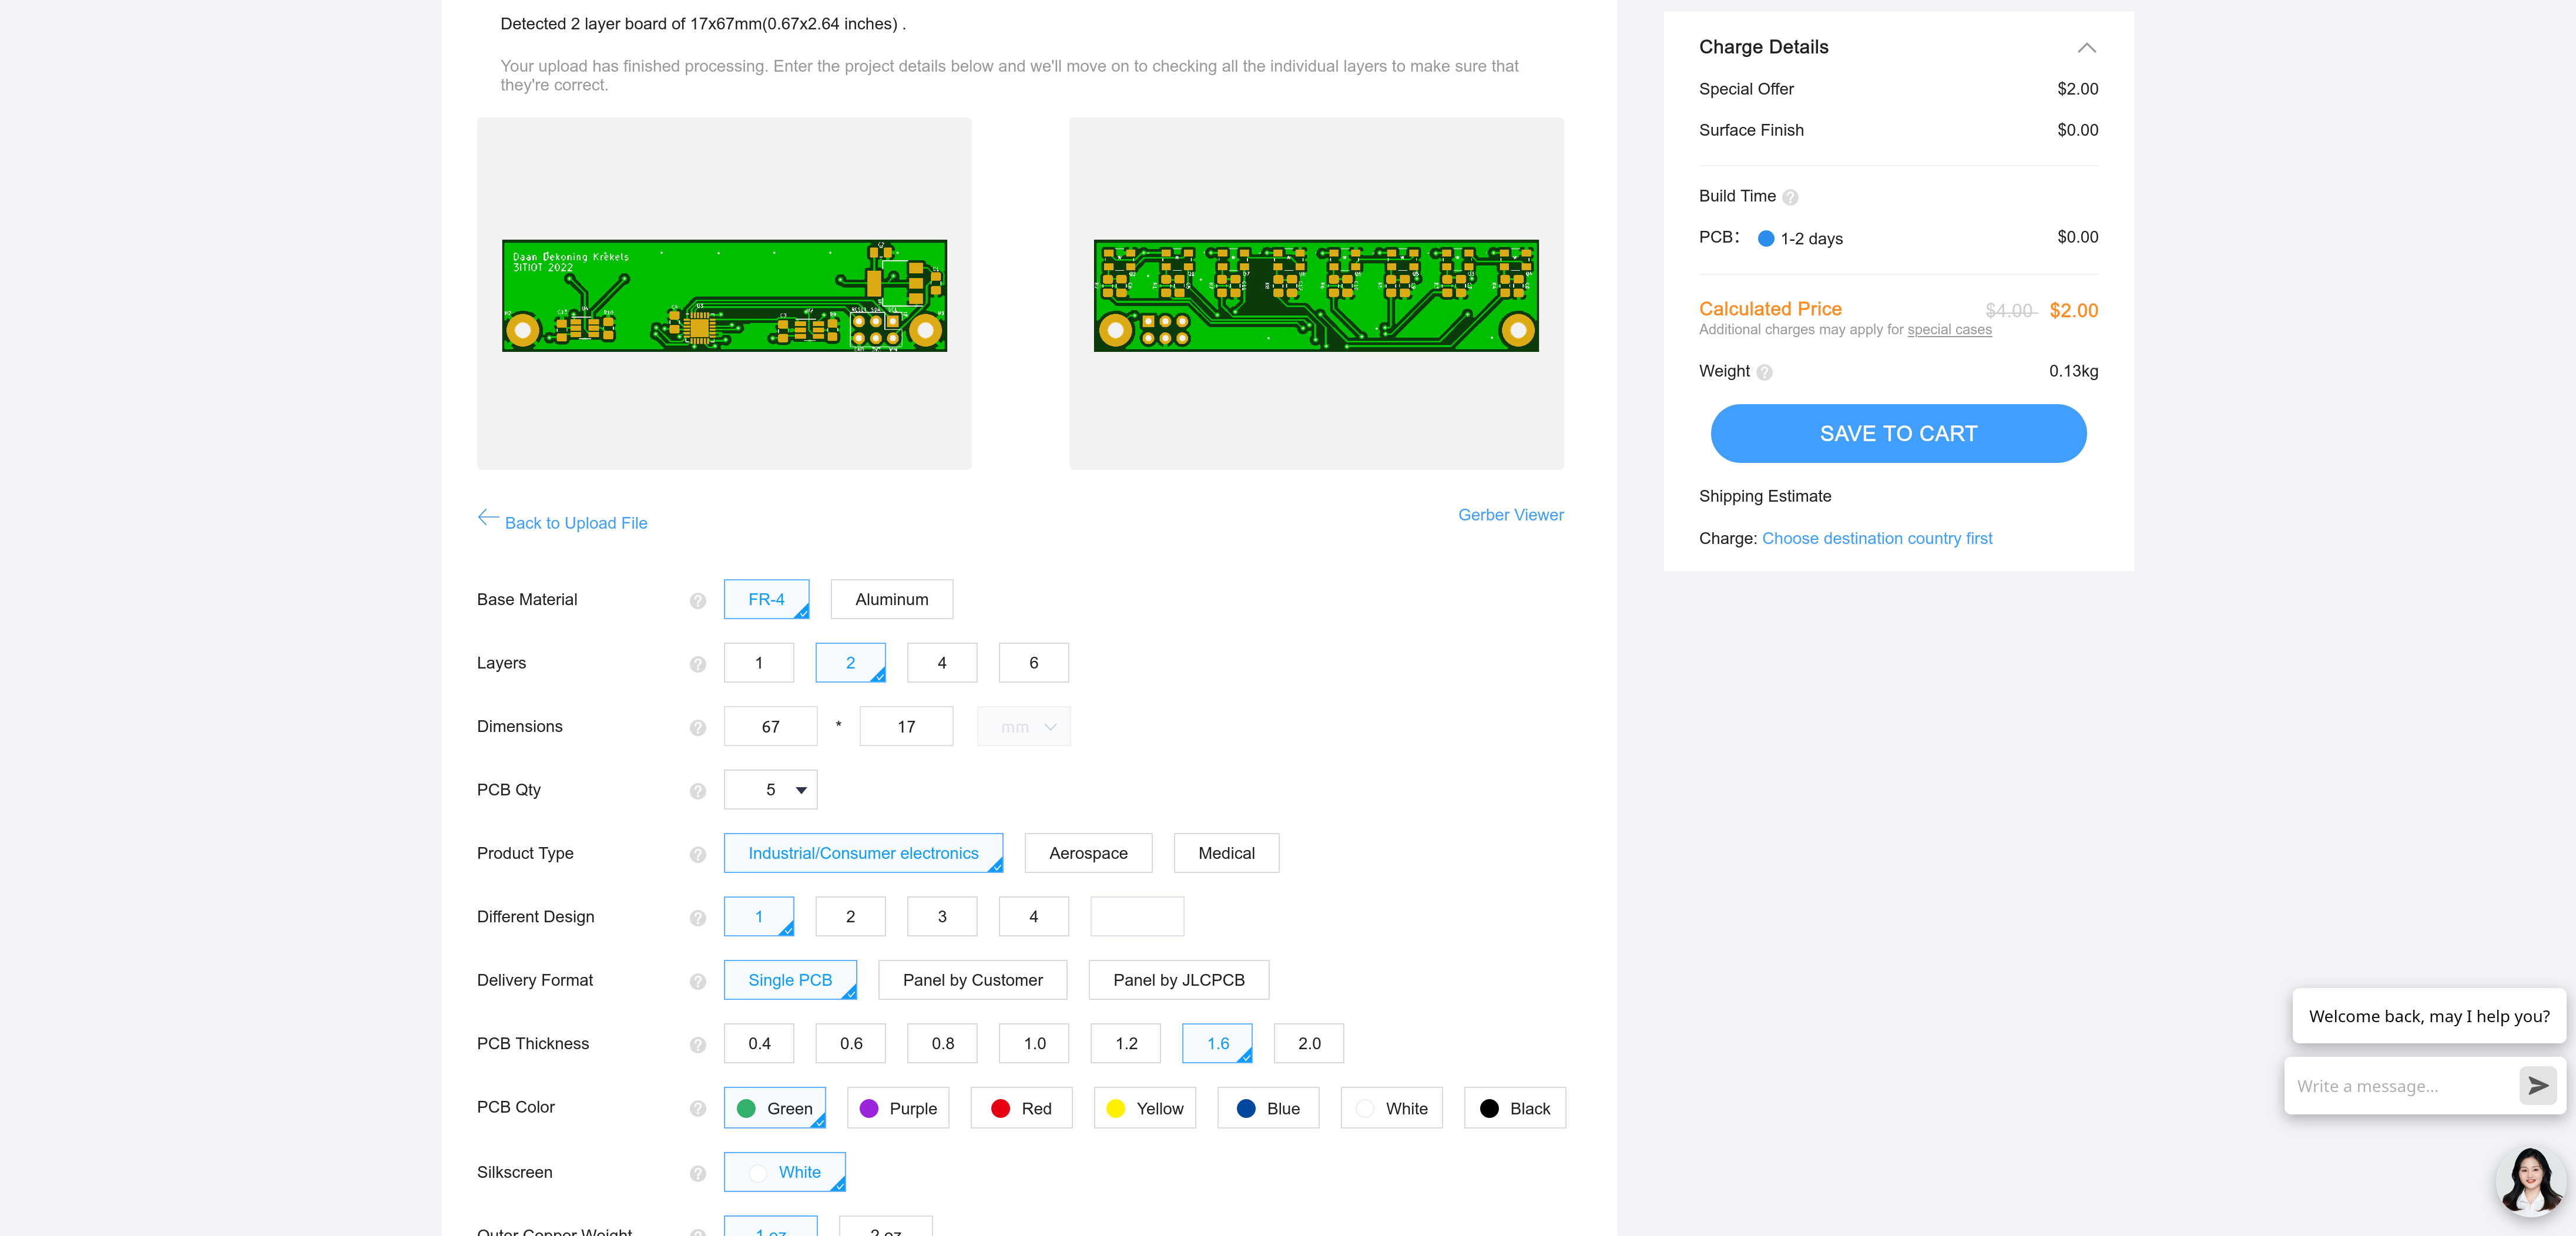 Detected 2 layer board of 17x67mm(0.67x2.64 inches) .
Your upload has finished processing. Enter the project details below and we'll move on to checking all the individual layers to make sure that
they're correct.
Daan Dekoning Krekels
3ITIOT 2022
Back to Upload File
Gerber Viewer
Base Material ? FR-4 Aluminum
Layers ? 1 2 4 6
Dimensions ? 67 * 17 mm
PCB Qty ? 5
Product Type ? Industrial/Consumer electronics Aerospace Medical
Different Design ? 1 2 3 4
Delivery Format ? Single PCB Panel by Customer Panel by JLCPCB
PCB Thickness ? 0.4 0.6 0.8 1.0 1.2 1.6 2.0
PCB Color ? Green Purple Red Yellow Blue White Black
Silkscreen ? White
Outer Copper Weight 1 oz 2 oz
Charge Details
Special Offer $2.00
Surface Finish $0.00
Build Time ?
PCB: 1-2 days $0.00
Calculated Price $4.00 $2.00
Additional charges may apply for special cases
Weight ? 0.13kg
SAVE TO CART
Shipping Estimate
Charge: Choose destination country first
Welcome back, may I help you?
Write a message...